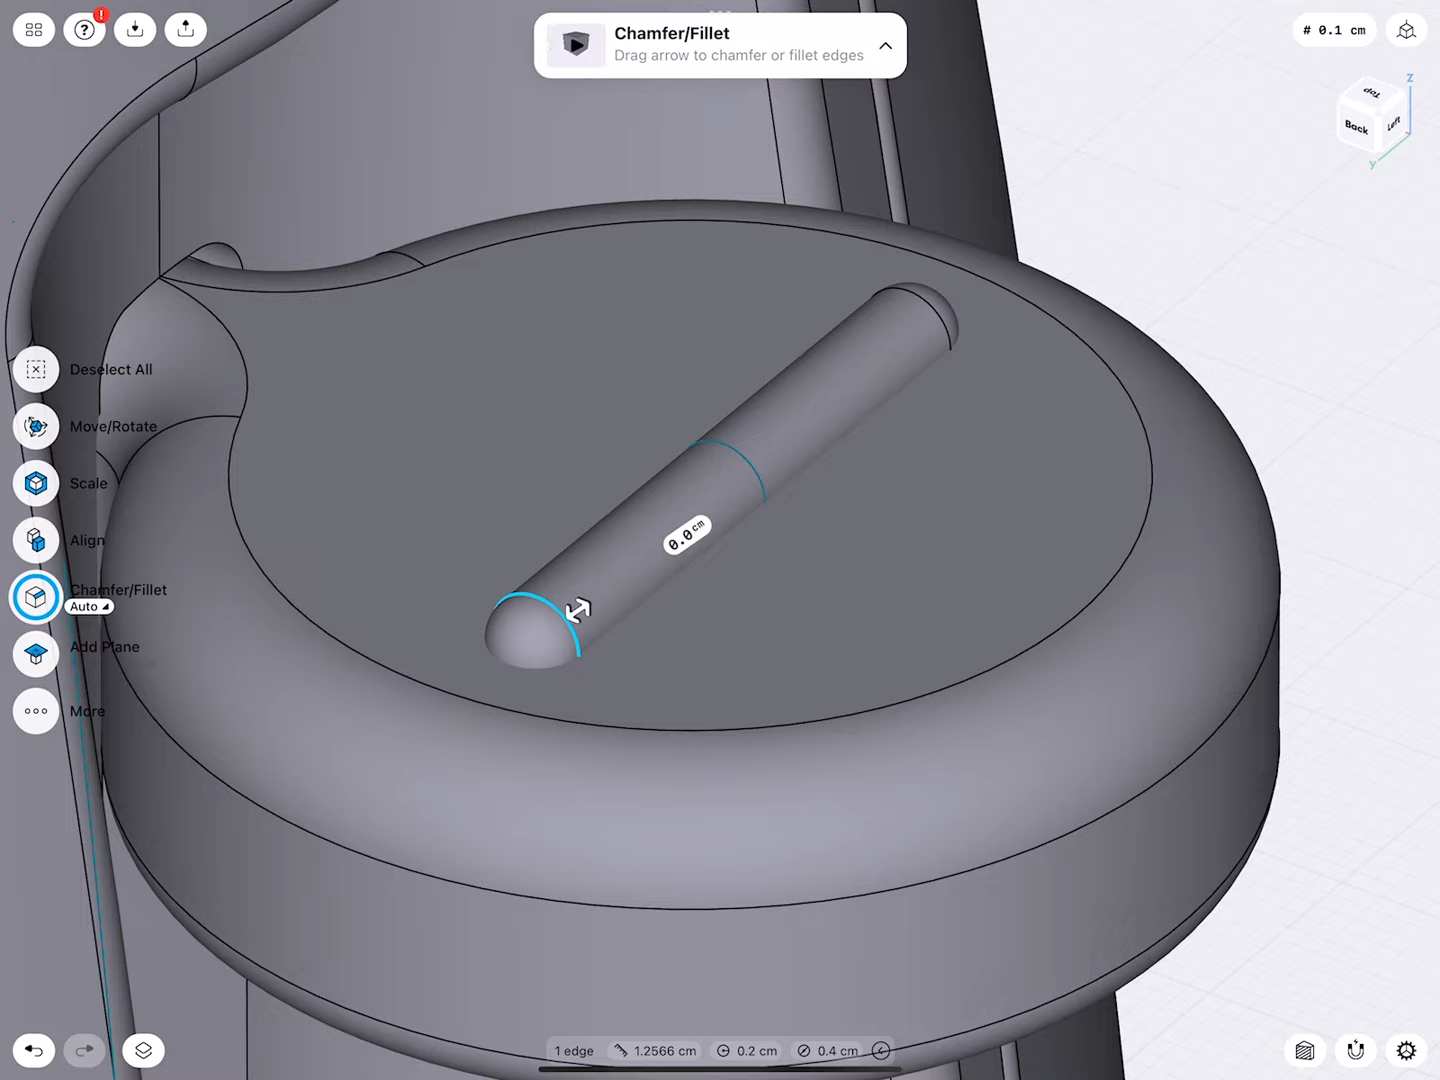 ?
!
Chamfer/Fillet
Drag arrow to chamfer or fillet edges
# 0.1 cm
Z
Top
Back
Left
y
Deselect All
Move/Rotate
Scale
Align
Chamfer/Fillet
Auto
Add Plane
More
0.0 cm
1 edge
1.2566 cm
0.2 cm
0.4 cm